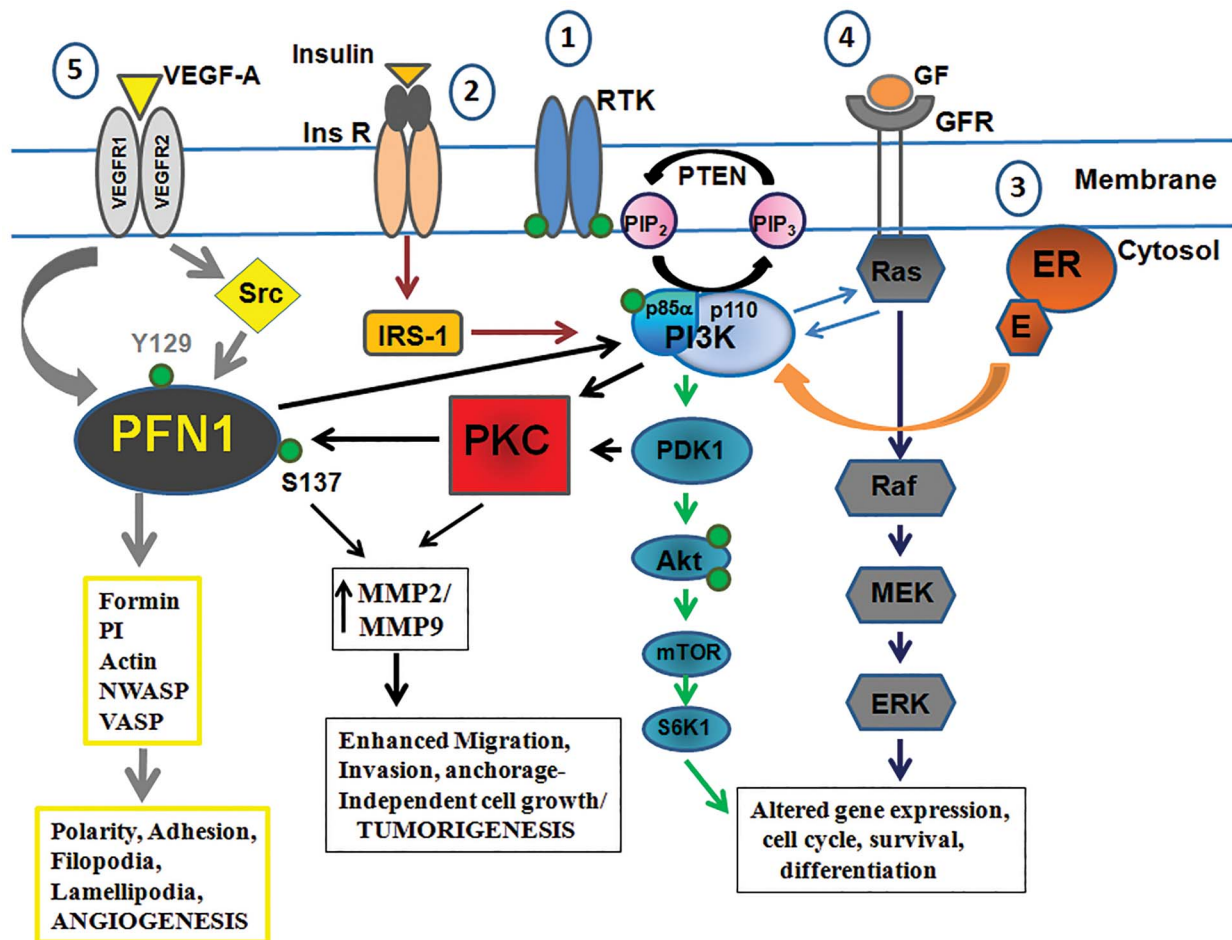 5
VEGF-A
VEGFR1
VEGFR2
Insulin
2
Ins R
1
RTK
4
GF
GFR
3
Membrane
Cytosol
PTEN
PIP2
PIP3
Src
Y129
IRS-1
p85α
p110
PI3K
Ras
ER
E
PFN1
S137
PKC
PDK1
Raf
Akt
MEK
mTOR
ERK
S6K1
Formin
PI
Actin
NWASP
VASP
MMP2/
MMP9
Polarity, Adhesion,
Filopodia,
Lamellipodia,
ANGIOGENESIS
Enhanced Migration,
Invasion, anchorage-
Independent cell growth/
TUMORIGENESIS
Altered gene expression,
cell cycle, survival,
differentiation